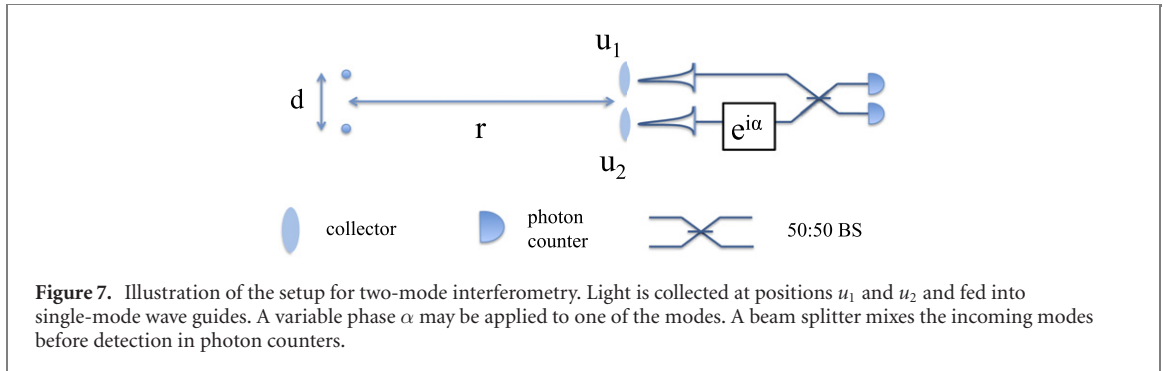 u1
d
r
u2
e^iα
collector
photon
counter
50:50 BS
Figure 7. Illustration of the setup for two-mode interferometry. Light is collected at positions u1 and u2 and fed into
single-mode wave guides. A variable phase α may be applied to one of the modes. A beam splitter mixes the incoming modes
before detection in photon counters.